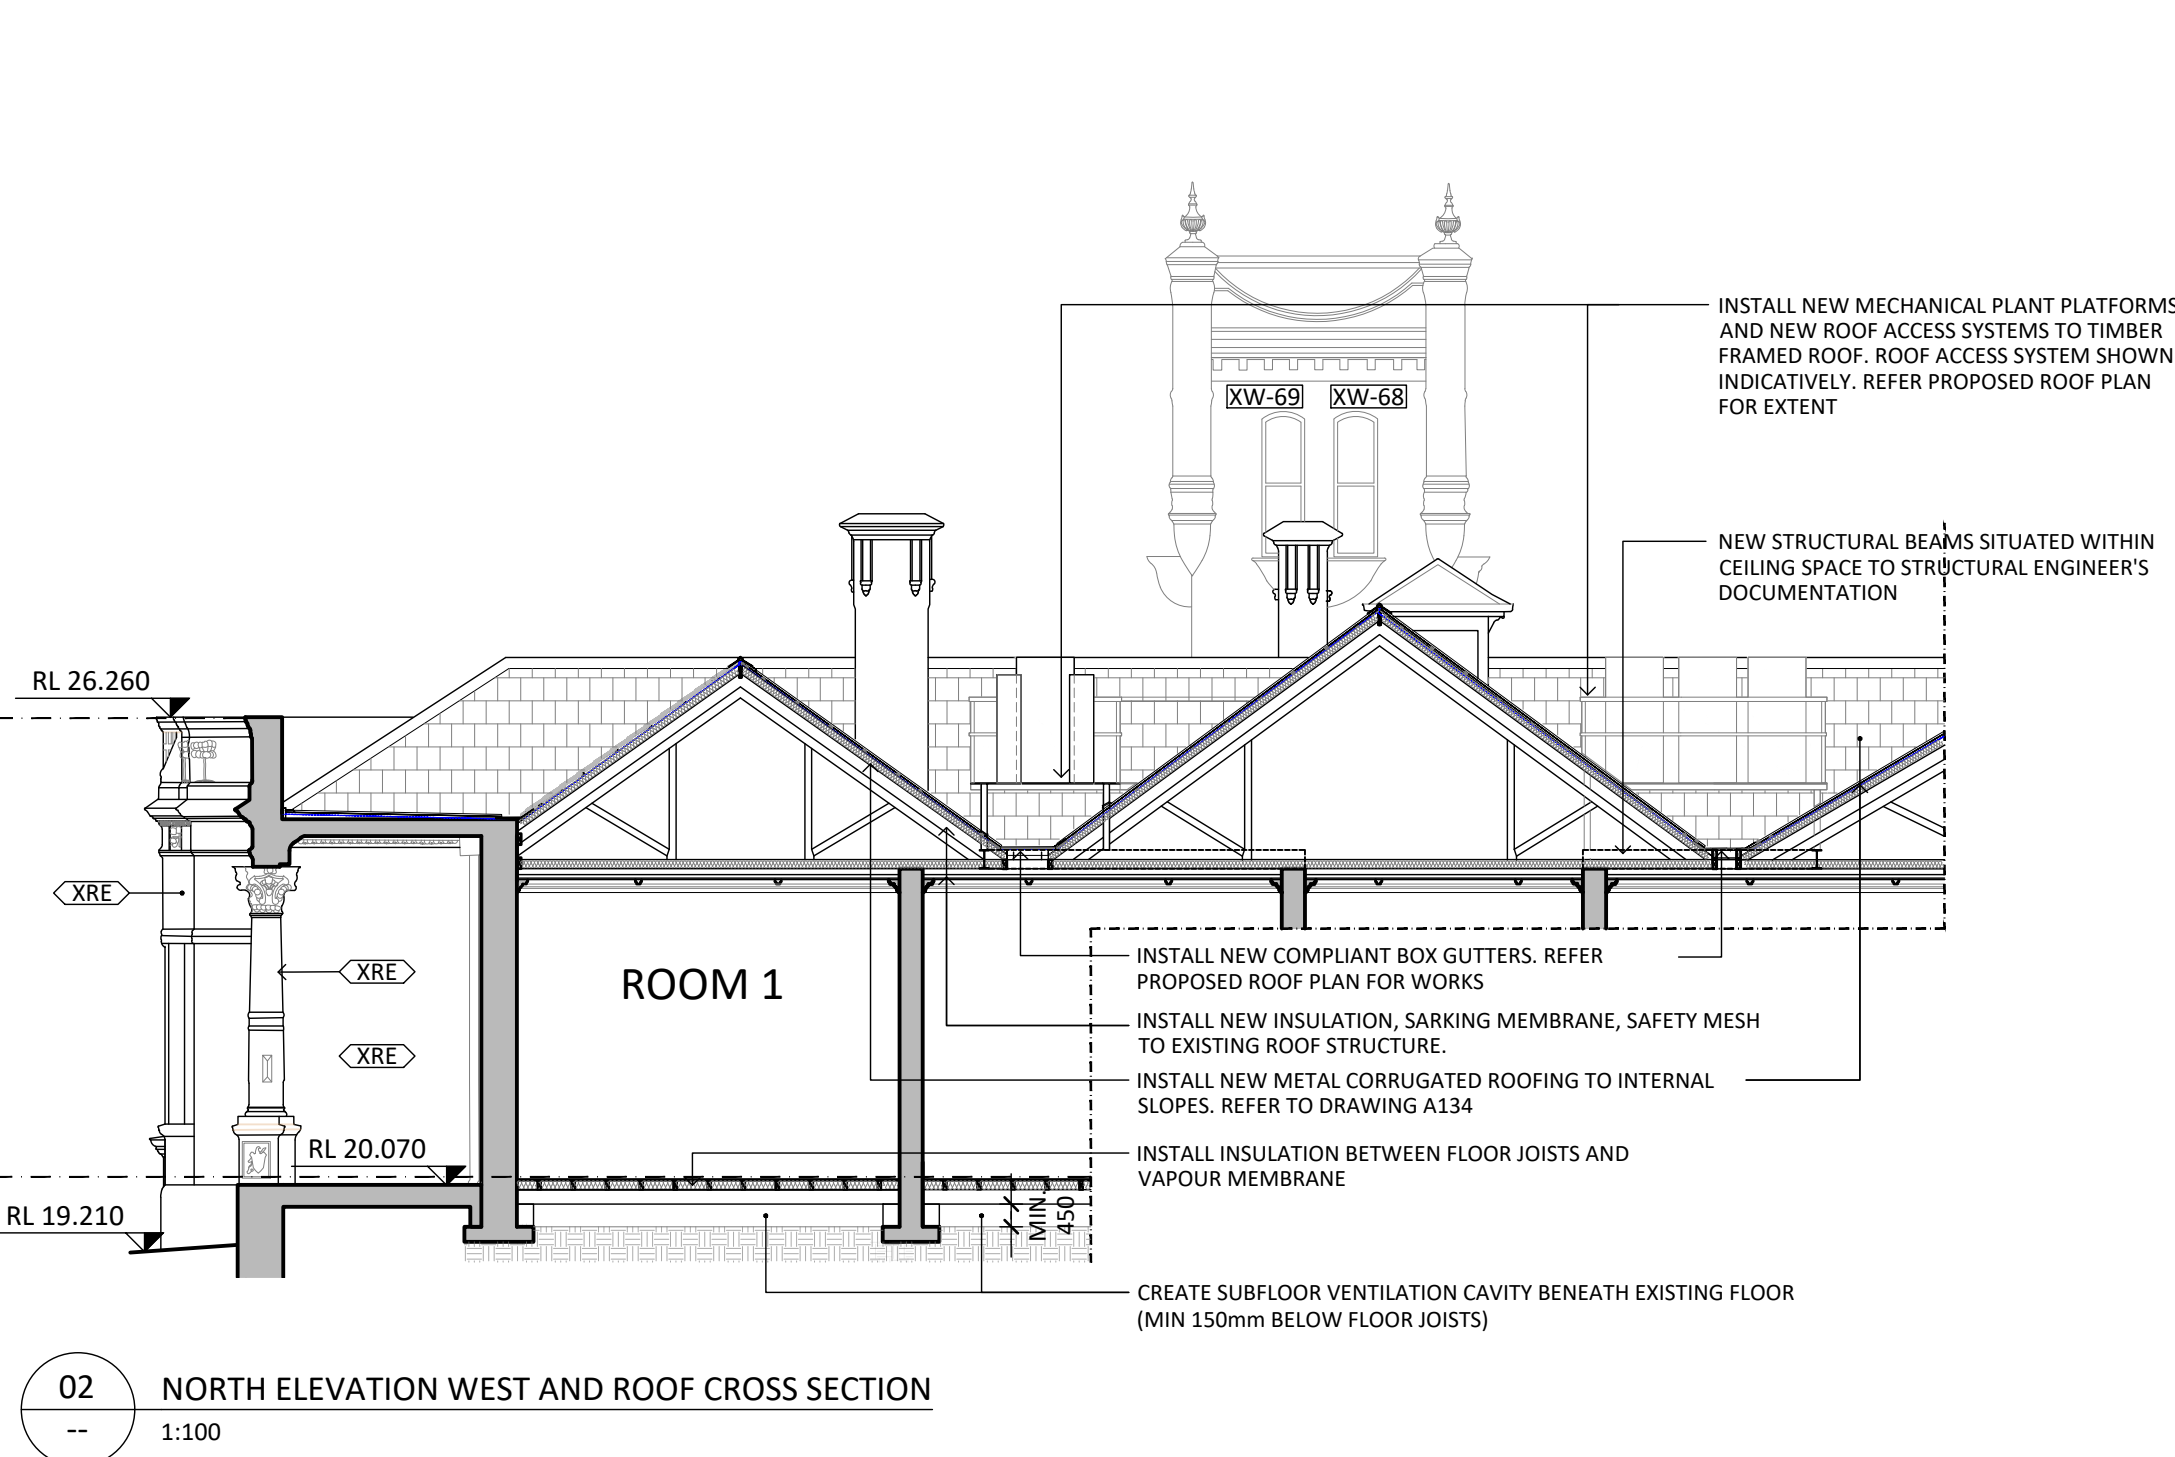 INSTALL NEW MECHANICAL PLANT PLATFORMS
AND NEW ROOF ACCESS SYSTEMS TO TIMBER
FRAMED ROOF. ROOF ACCESS SYSTEM SHOWN
INDICATIVELY. REFER PROPOSED ROOF PLAN
FOR EXTENT
XW-69
XW-68
NEW STRUCTURAL BEAMS SITUATED WITHIN
CEILING SPACE TO STRUCTURAL ENGINEER'S
DOCUMENTATION
RL 26.260
XRE
XRE
XRE
ROOM 1
INSTALL NEW COMPLIANT BOX GUTTERS. REFER
PROPOSED ROOF PLAN FOR WORKS
INSTALL NEW INSULATION, SARKING MEMBRANE, SAFETY MESH
TO EXISTING ROOF STRUCTURE.
INSTALL NEW METAL CORRUGATED ROOFING TO INTERNAL
SLOPES. REFER TO DRAWING A134
RL 20.070
INSTALL INSULATION BETWEEN FLOOR JOISTS AND
VAPOUR MEMBRANE
RL 19.210
MIN.
450
CREATE SUBFLOOR VENTILATION CAVITY BENEATH EXISTING FLOOR
(MIN 150mm BELOW FLOOR JOISTS)
02
--
NORTH ELEVATION WEST AND ROOF CROSS SECTION
1:100